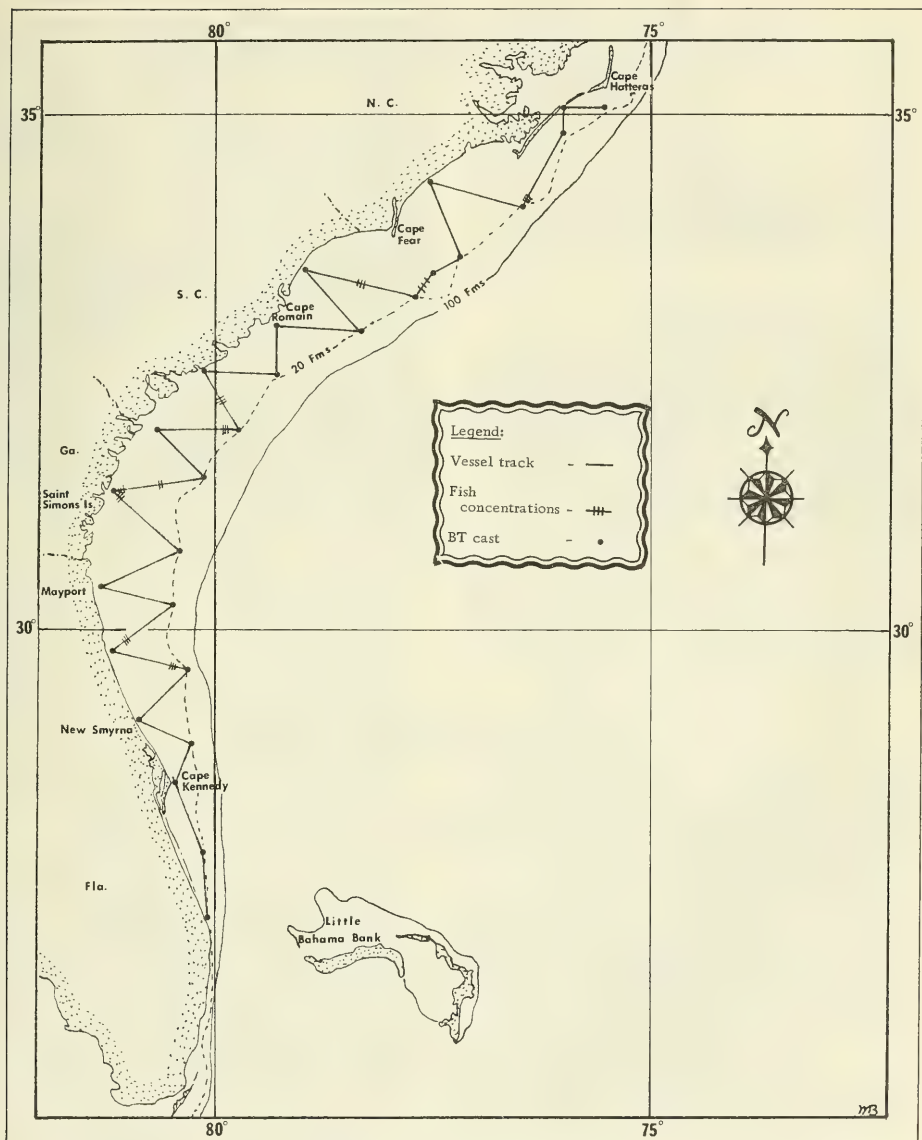 80°
75°
Cape
Hatteras
N. C.
35°
35°
Cape
Fear
S. C.
Cape
Romain
100 Fms
20 Fms
Legend:
Vessel track -
Fish
concentrations -
BT cast -
N
Ga.
Saint
Simons Is.
Mayport
30°
30°
New Smyrna
Cape
Kennedy
Fla.
Little
Bahama Bank
80°
75°
MB